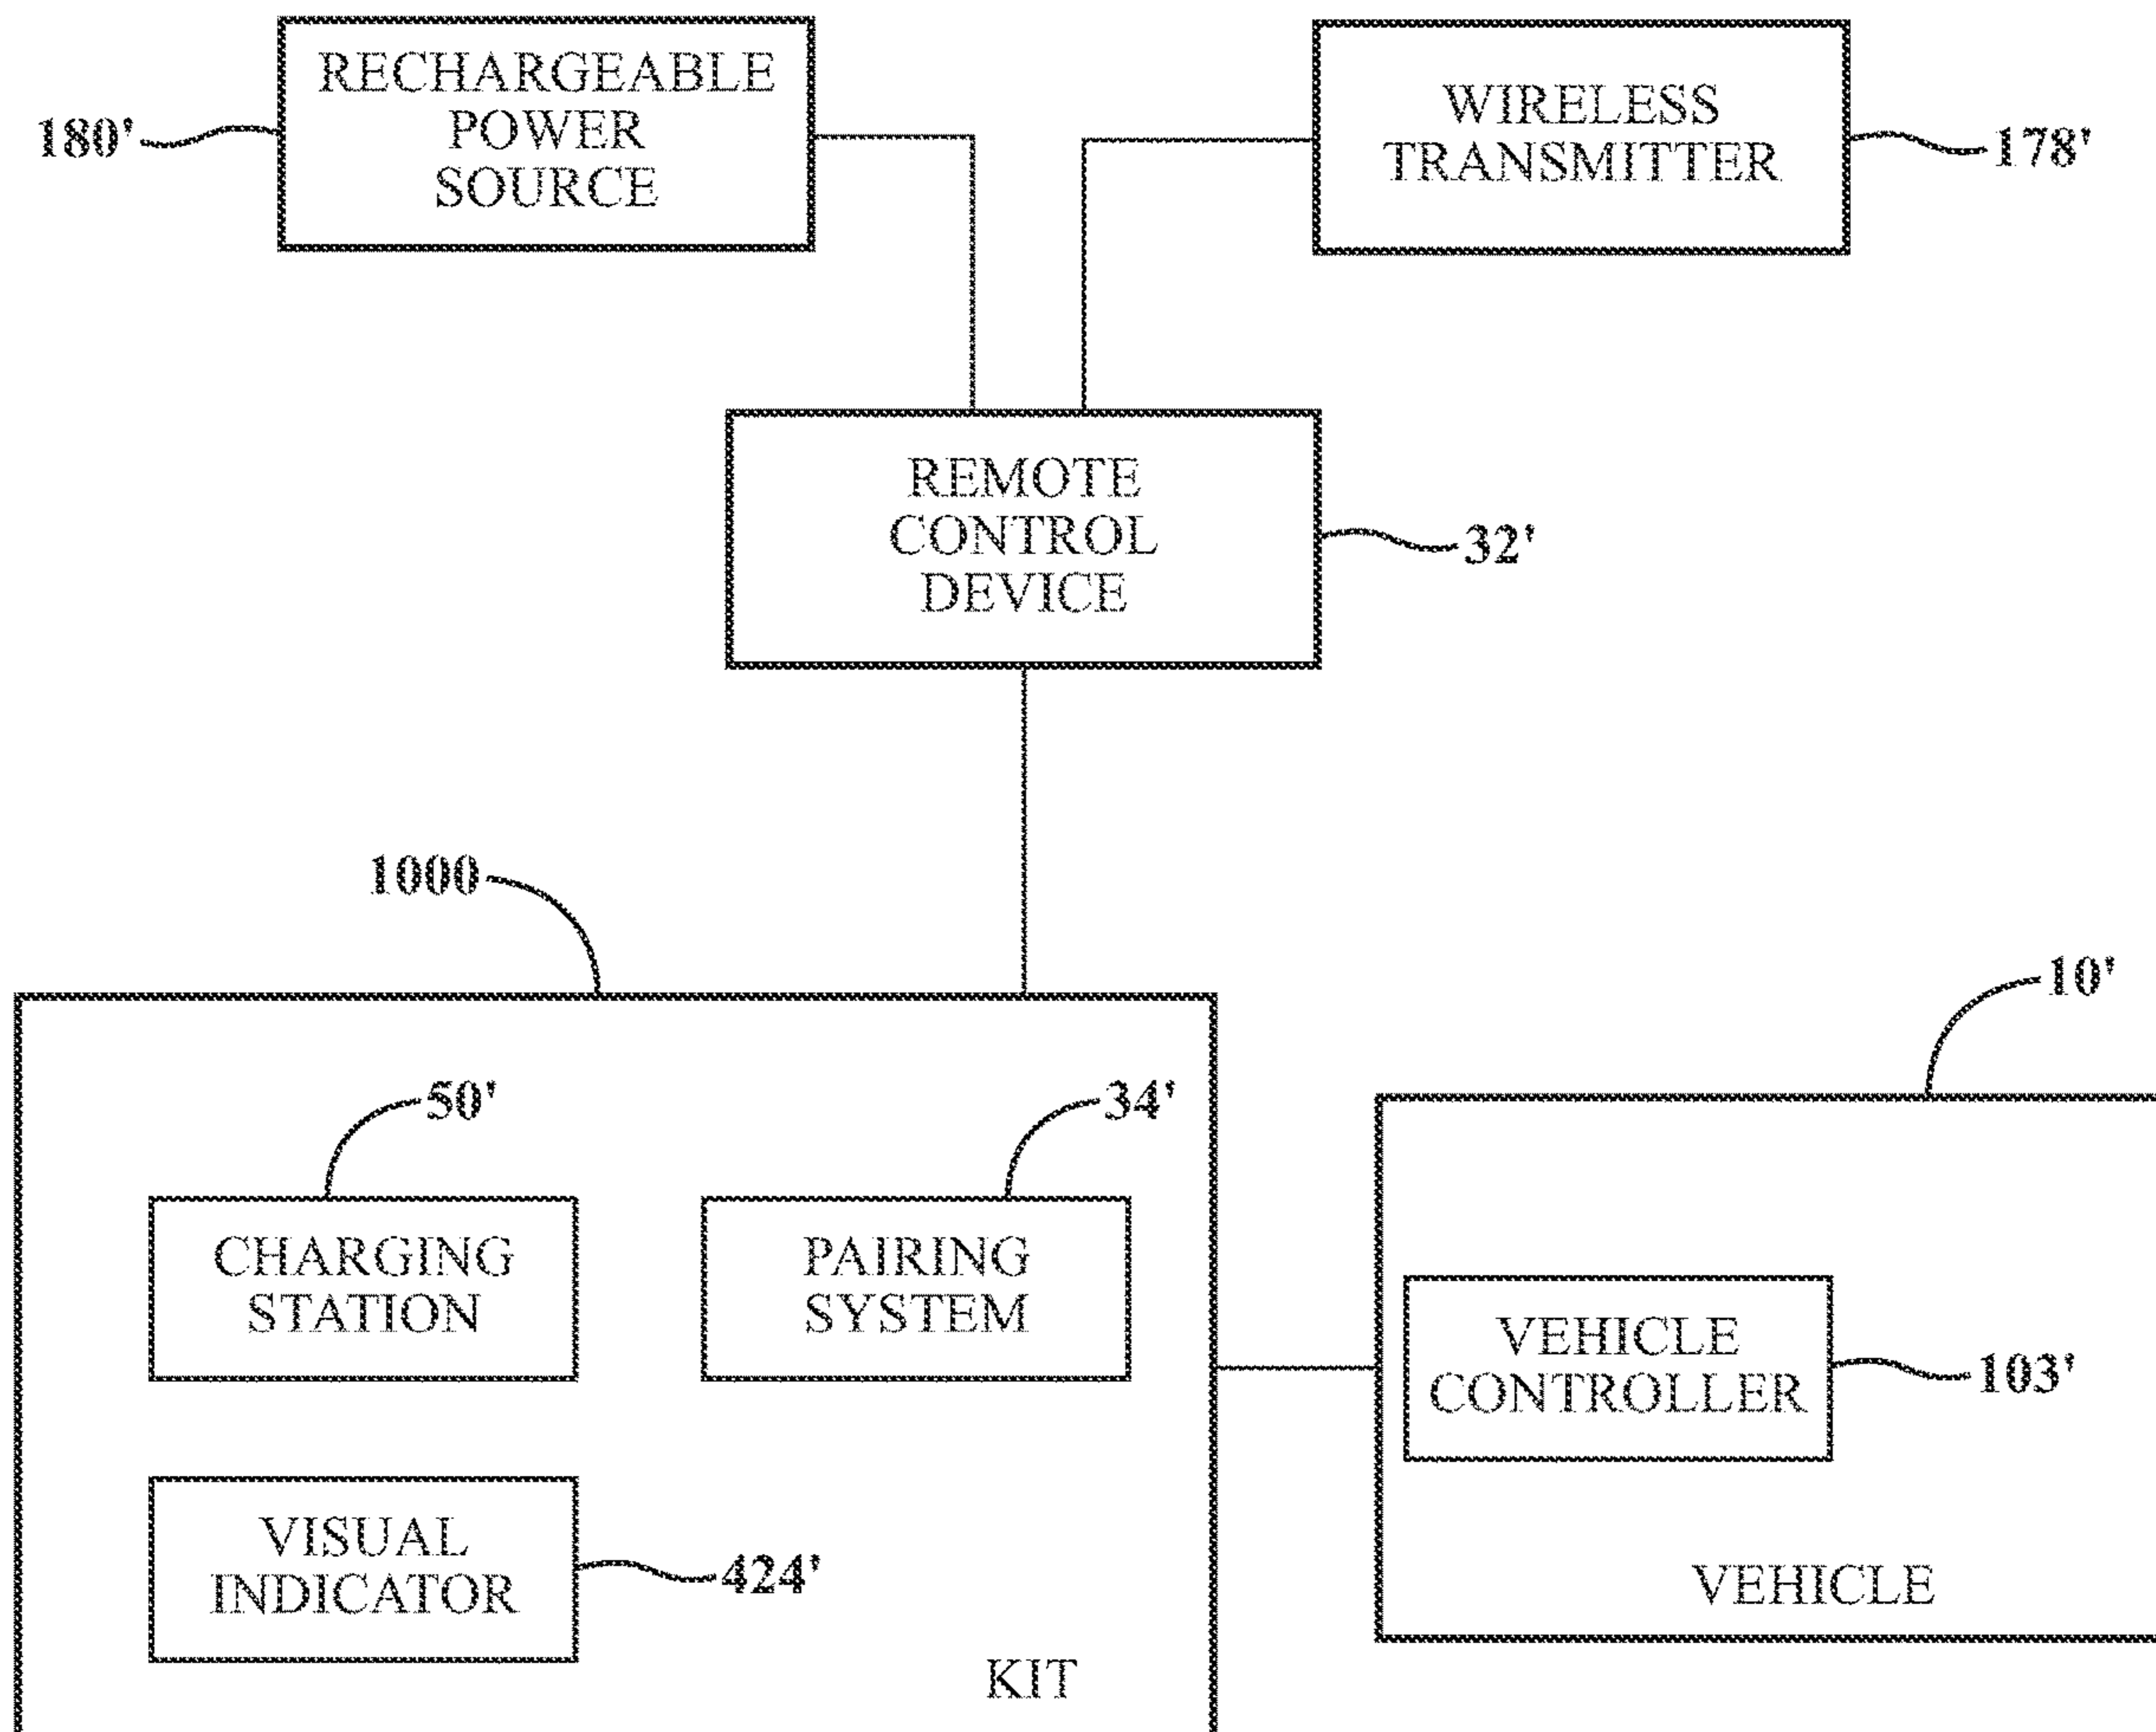 RECHARGEABLE
POWER
SOURCE
180'
WIRELESS
TRANSMITTER
178'
REMOTE
CONTROL
DEVICE
32'
1000
10'
50'
34'
CHARGING
STATION
PAIRING
SYSTEM
VEHICLE
CONTROLLER
103'
VISUAL
INDICATOR
424'
VEHICLE
KIT